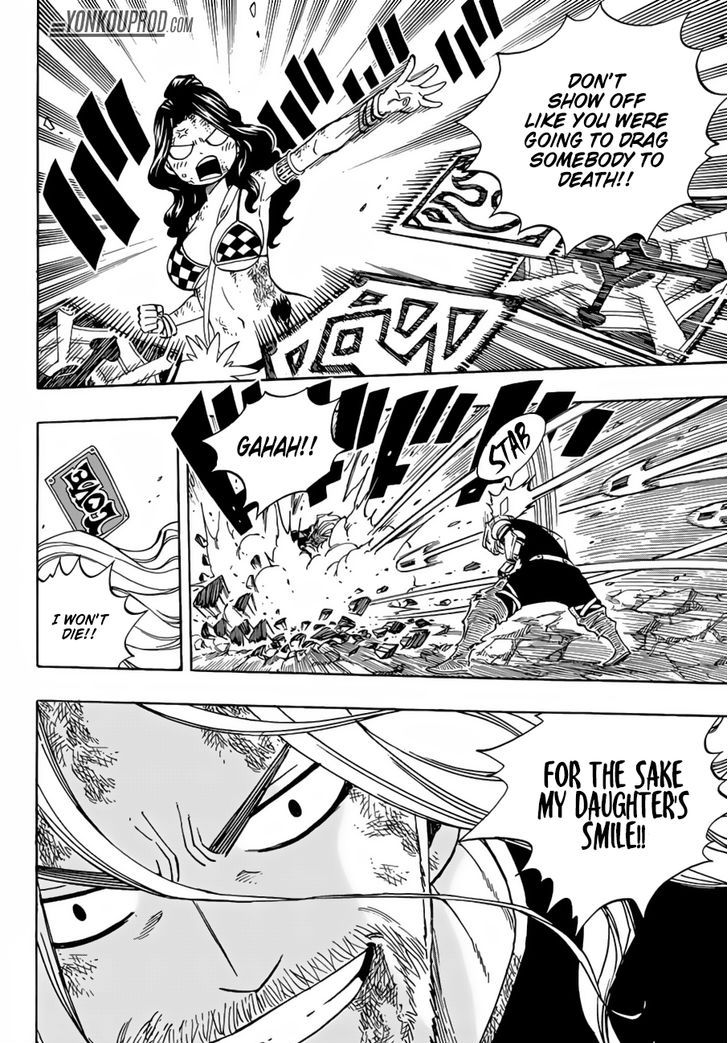 YONKOUPROD.COM
DON'T
SHOW OFF
LIKE YOU WERE
GOING TO DRAG
SOMEBODY TO
DEATH!!
GAHAH!!
STAB
I WON'T
DIE!!
FOR THE SAKE
MY DAUGHTER'S
SMILE!!